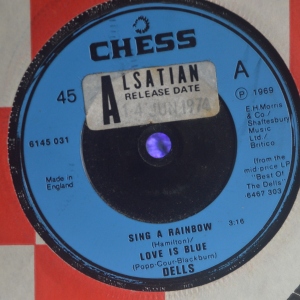 CHESS
45
A
ALSATIAN
RELEASE DATE
14 JUN 1974
℗ 1969
6145 031
E.H. Morris
& Co./
Shaftesbury
Music
Ltd./
Britico
Made in
England
(from the
mid price LP
"Best Of
The Dells"
6467 303
SING A RAINBOW
3:16
(Hamilton)/
LOVE IS BLUE
(Popp-Cour-Blackburn)
DELLS